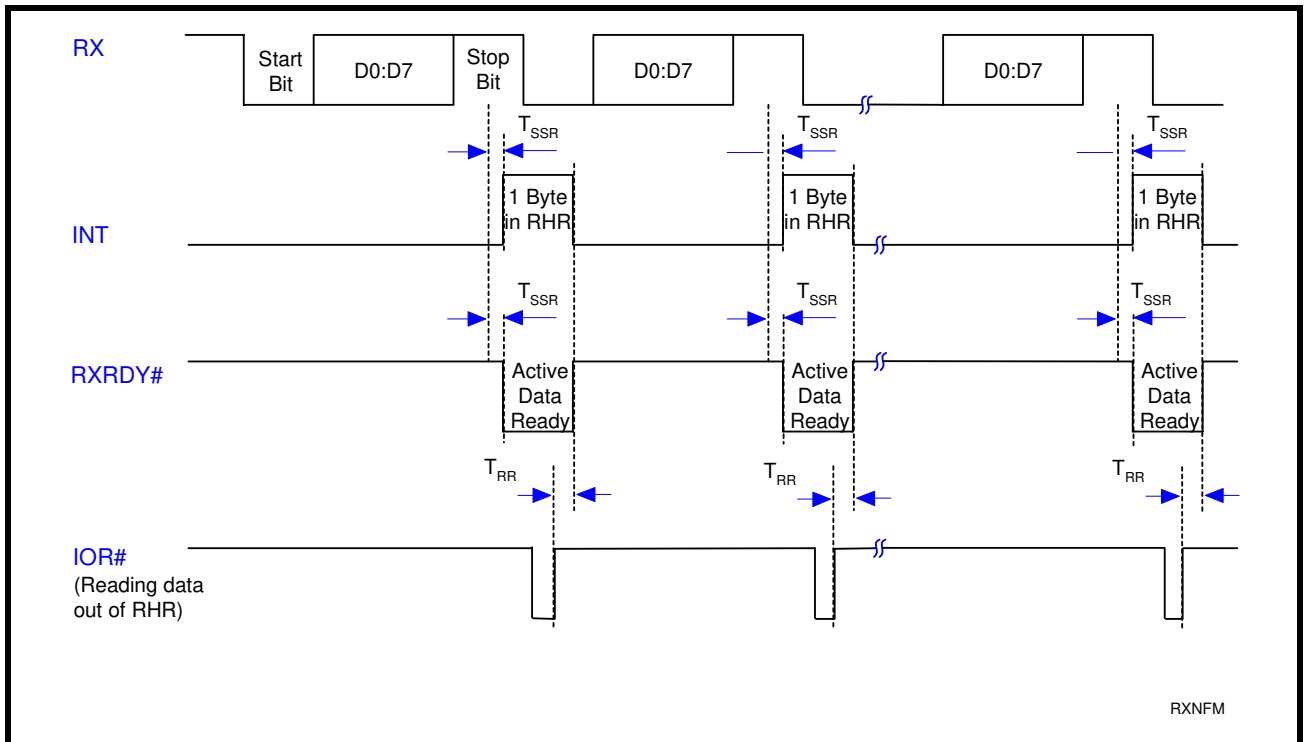 RX
Start
Bit
D0:D7
Stop
Bit
D0:D7
D0:D7
TSSR
TSSR
TSSR
INT
1 Byte
in RHR
1 Byte
in RHR
1 Byte
in RHR
TSSR
TSSR
TSSR
RXRDY#
Active
Data
Ready
Active
Data
Ready
Active
Data
Ready
TRR
TRR
TRR
IOR#
(Reading data
out of RHR)
RXNFM